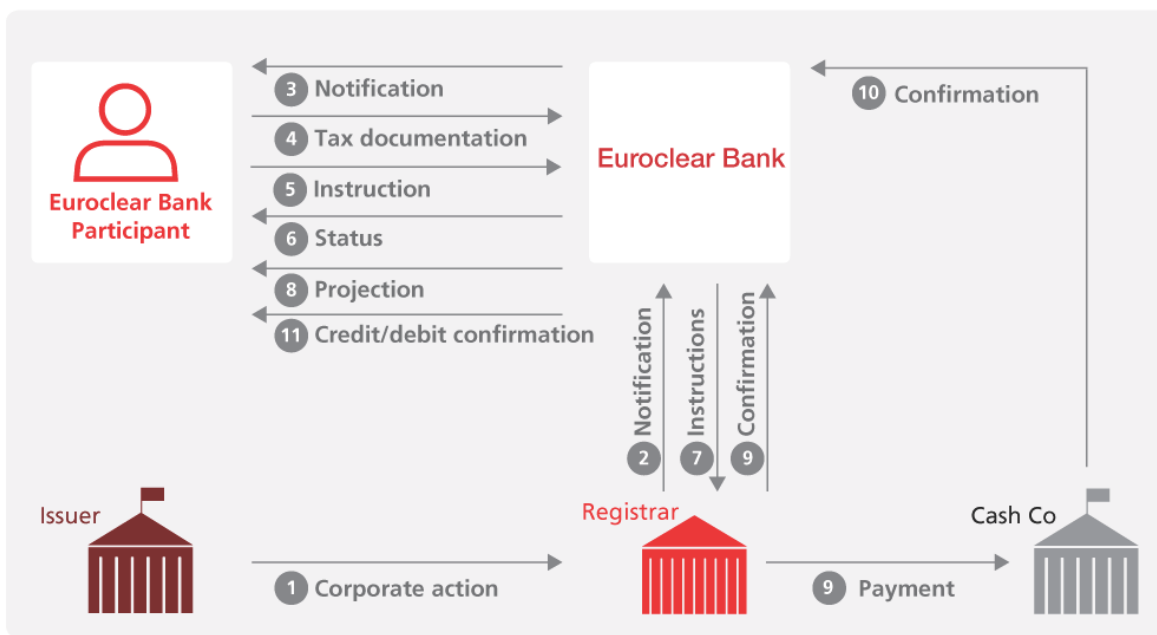 3 Notification
10 Confirmation
4 Tax documentation
Euroclear Bank
5 Instruction
Euroclear Bank
Participant
6 Status
8 Projection
11 Credit/debit confirmation
2 Notification
7 Instructions
9 Confirmation
Issuer
Registrar
Cash Co
1 Corporate action
9 Payment